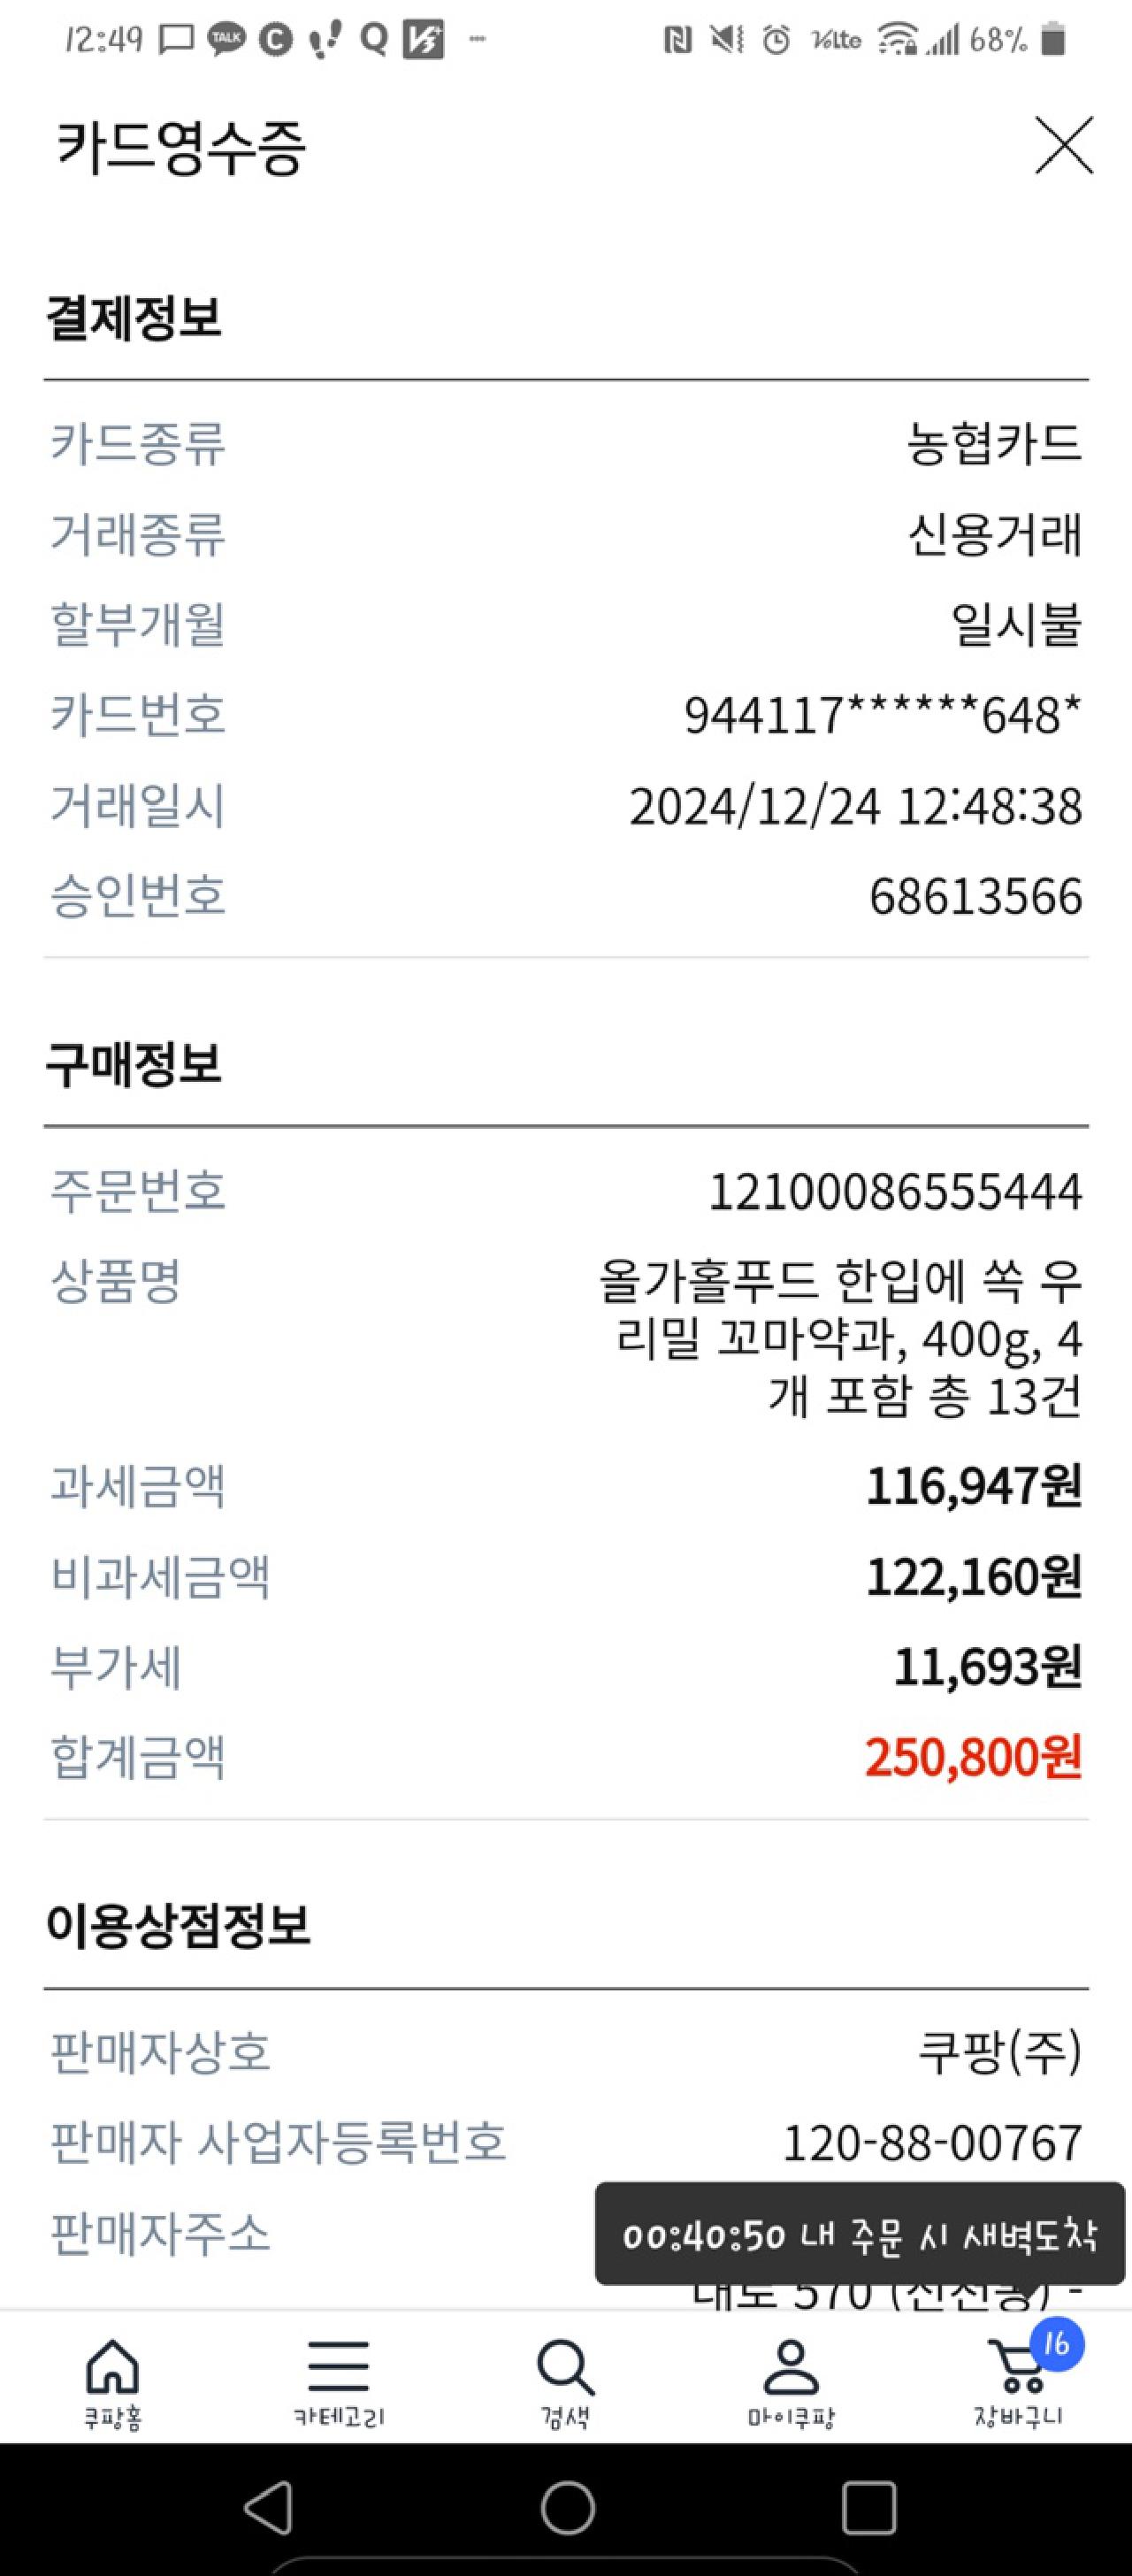 12:49 TALK C Q V3+ Volte 68%
카드영수증
결제정보
카드종류 농협카드
거래종류 신용거래
할부개월 일시불
카드번호 944117******648*
거래일시 2024/12/24 12:48:38
승인번호 68613566
구매정보
주문번호 12100086555444
상품명 올가홀푸드 한입에 쏙 우
리밀 꼬마약과, 400g, 4
개 포함 총 13건
과세금액 116,947원
비과세금액 122,160원
부가세 11,693원
합계금액 250,800원
이용상점정보
판매자상호 쿠팡(주)
판매자 사업자등록번호 120-88-00767
판매자주소
00:40:50 내 주문 시 새벽도착
대로 570 (신천동) -
16
쿠팡홈 카테고리 검색 마이쿠팡 장바구니